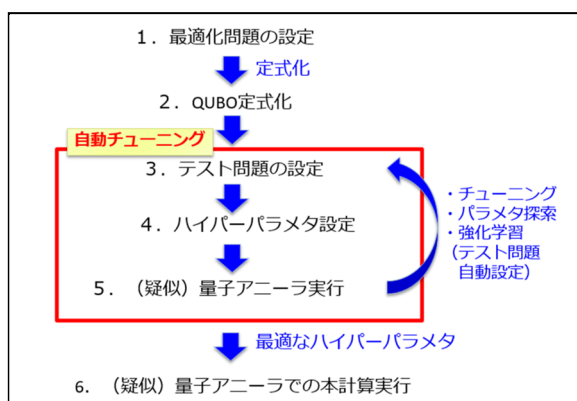 1．最適化問題の設定
定式化
2．QUBO定式化
自動チューニング
3．テスト問題の設定
4．ハイパーパラメタ設定
5．（疑似）量子アニーラ実行
・チューニング
・パラメタ探索
・強化学習
（テスト問題
自動設定）
最適なハイパーパラメタ
6．（疑似）量子アニーラでの本計算実行